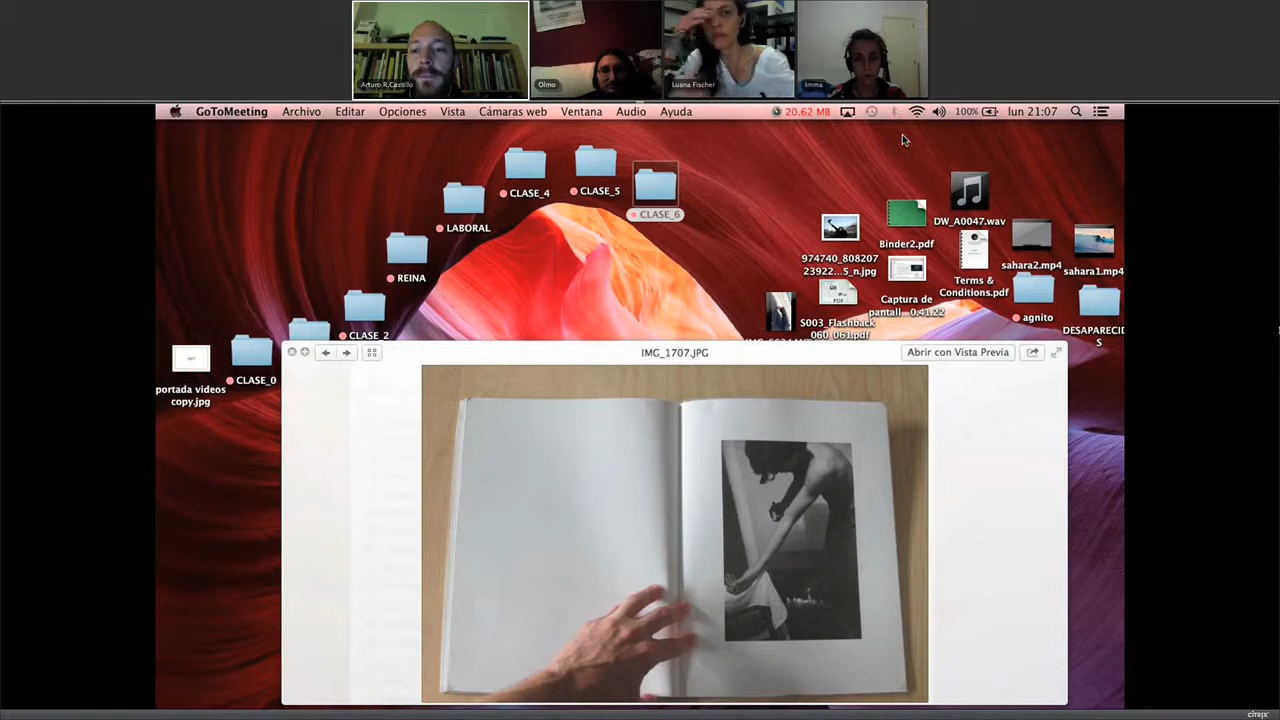 Arturo R.Castillo
Olmo
Luana Fischer
Imma
GoToMeeting Archivo Editar Opciones Vista Cámaras web Ventana Audio Ayuda
20.62 MB
100%
lun 21:07
CLASE_4
CLASE_5
CLASE_6
LABORAL
REINA
CLASE_2
CLASE_0
portada videos
copy.jpg
DW_A0047.wav
Binder2.pdf
974740_808207
23922...5_n.jpg
sahara2.mp4
sahara1.mp4
Terms &
Conditions.pdf
Captura de
pantall...0.41.22
PDF
S003_Flashback
_060_061.pdf
agnito
DESAPARECID
S
IMG_1707.JPG
Abrir con Vista Previa
CITRIX